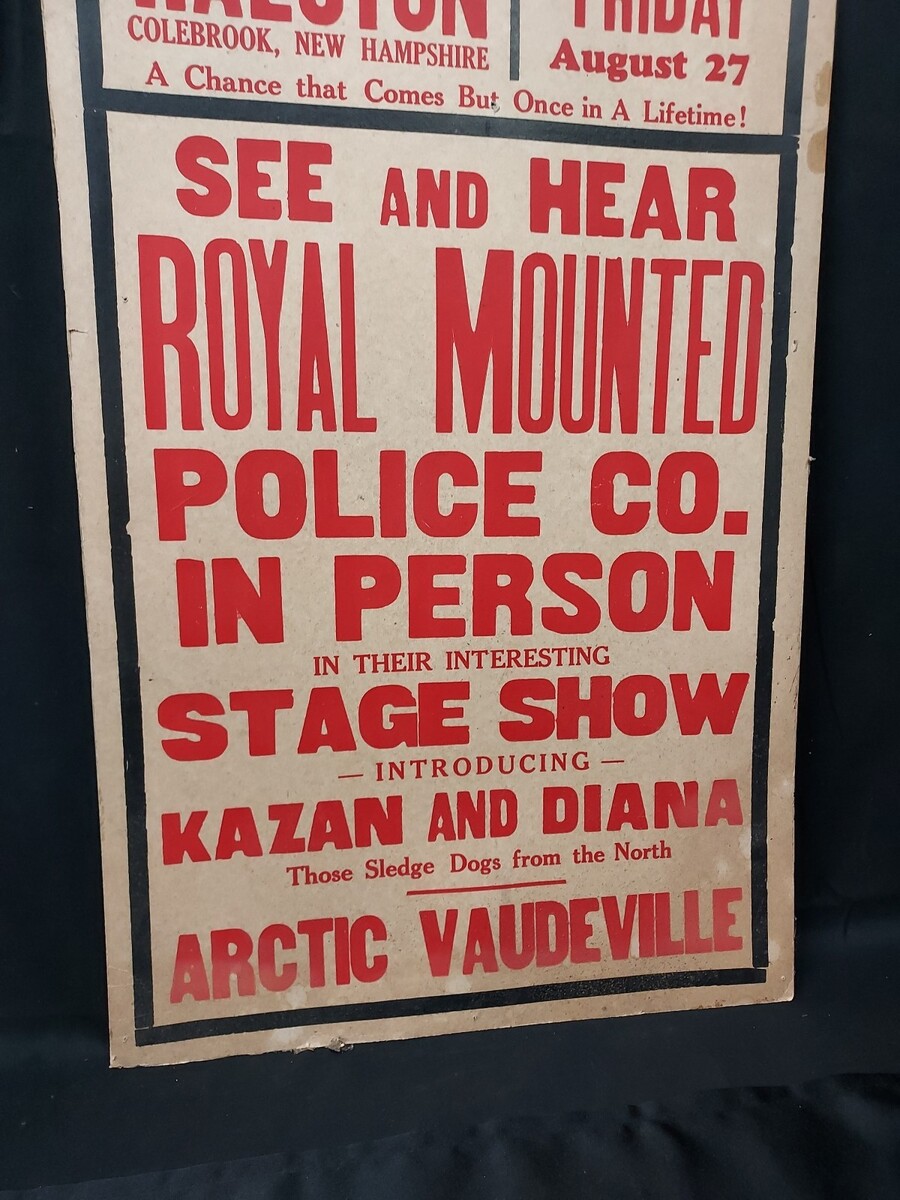 HALSTON
COLEBROOK, NEW HAMPSHIRE
FRIDAY
August 27
A Chance that Comes But Once in A Lifetime!
SEE AND HEAR
ROYAL MOUNTED
POLICE CO.
IN PERSON
IN THEIR INTERESTING
STAGE SHOW
— INTRODUCING —
KAZAN AND DIANA
Those Sledge Dogs from the North
ARCTIC VAUDEVILLE